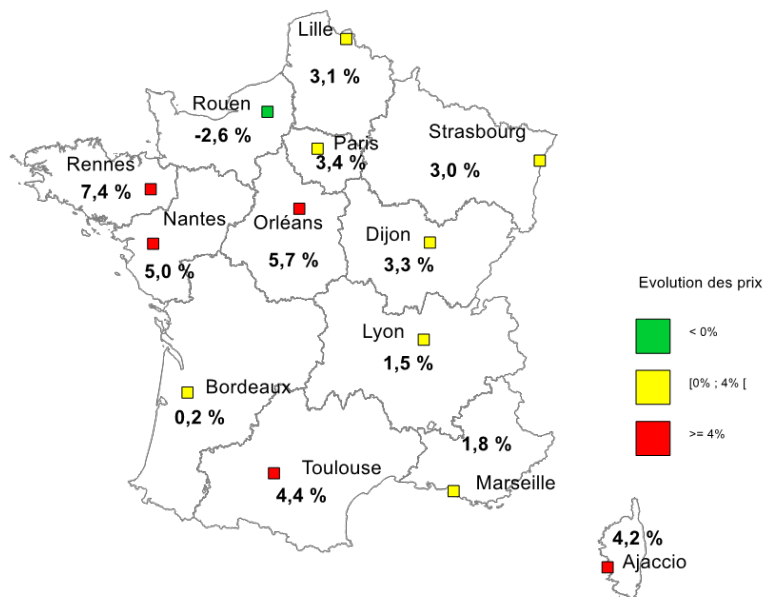 Lille
3,1 %
Rouen
-2,6 %
Paris
3,4 %
Strasbourg
3,0 %
Rennes
7,4 %
Nantes
5,0 %
Orléans
5,7 %
Dijon
3,3 %
Evolution des prix
< 0%
[0% ; 4% [
>= 4%
Lyon
1,5 %
Bordeaux
0,2 %
1,8 %
Marseille
Toulouse
4,4 %
4,2 %
Ajaccio